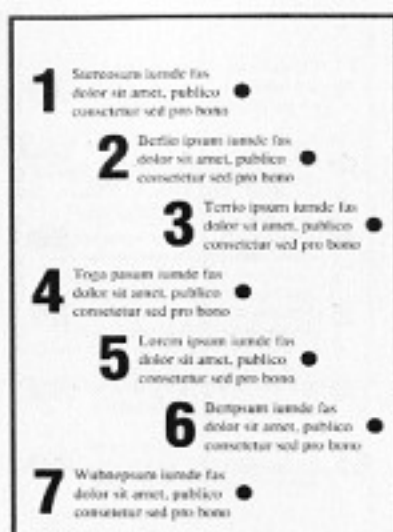 1 Stereosum iumde fas
dolor sit amet, publico ●
consetetur sed pro bono
2 Berlio ipsum iumde fas
dolor sit amet, publico ●
consetetur sed pro bono
3 Terrio ipsum iumde fas
dolor sit amet, publico ●
consetetur sed pro bono
4 Toga pasum iumde fas
dolor sit amet, publico ●
consetetur sed pro bono
5 Lorem ipsum iumde fas
dolor sit amet, publico ●
consetetur sed pro bono
6 Berpsum iumde fas
dolor sit amet, publico ●
consetetur sed pro bono
7 iumde fas
dolor sit amet, publico ●
consetetur sed pro bono